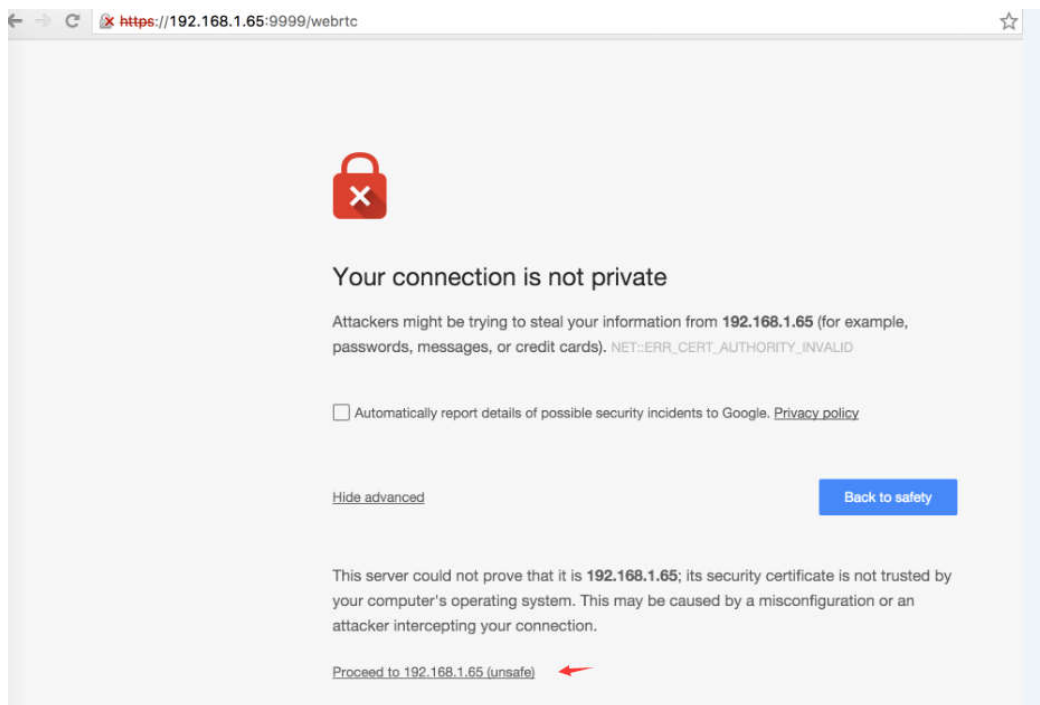 https://192.168.1.65:9999/webrtc
Your connection is not private
Attackers might be trying to steal your information from 192.168.1.65 (for example,
passwords, messages, or credit cards). NET::ERR_CERT_AUTHORITY_INVALID
Automatically report details of possible security incidents to Google. Privacy policy
Hide advanced
Back to safety
This server could not prove that it is 192.168.1.65; its security certificate is not trusted by
your computer's operating system. This may be caused by a misconfiguration or an
attacker intercepting your connection.
Proceed to 192.168.1.65 (unsafe)